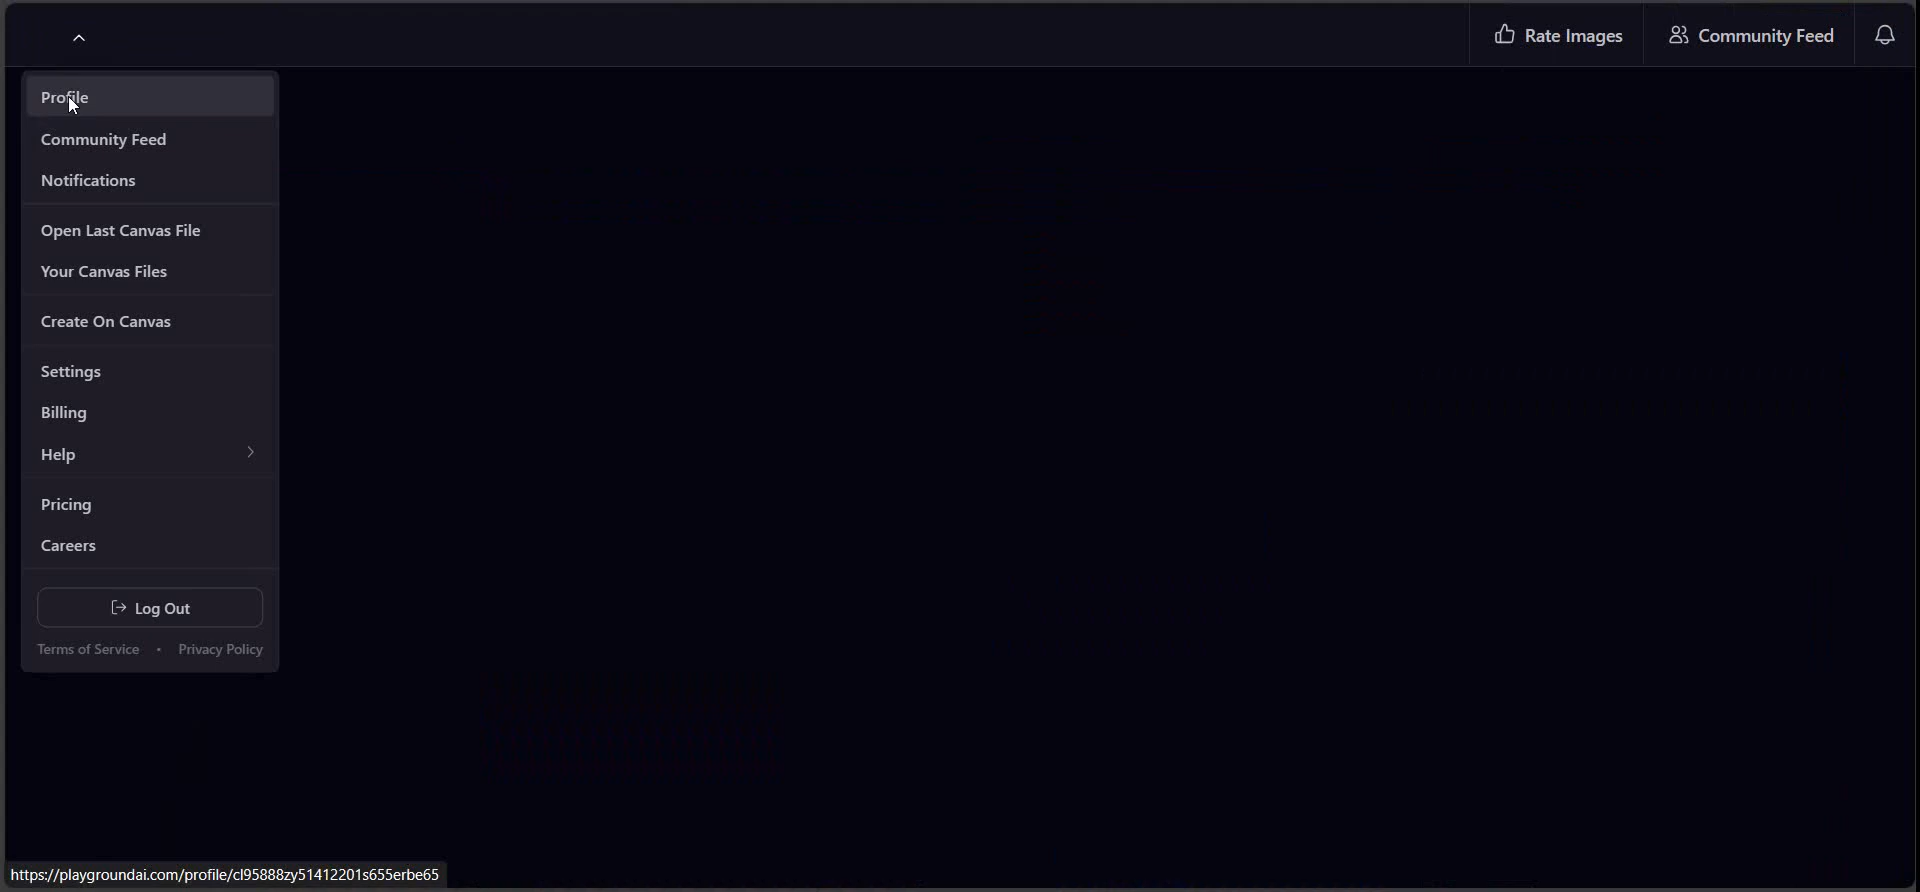 Rate Images
Community Feed
Profile
Community Feed
Notifications
Open Last Canvas File
Your Canvas Files
Create On Canvas
Settings
Billing
Help
Pricing
Careers
Log Out
Terms of Service • Privacy Policy
https://playgroundai.com/profile/cl95888zy51412201s655erbe65